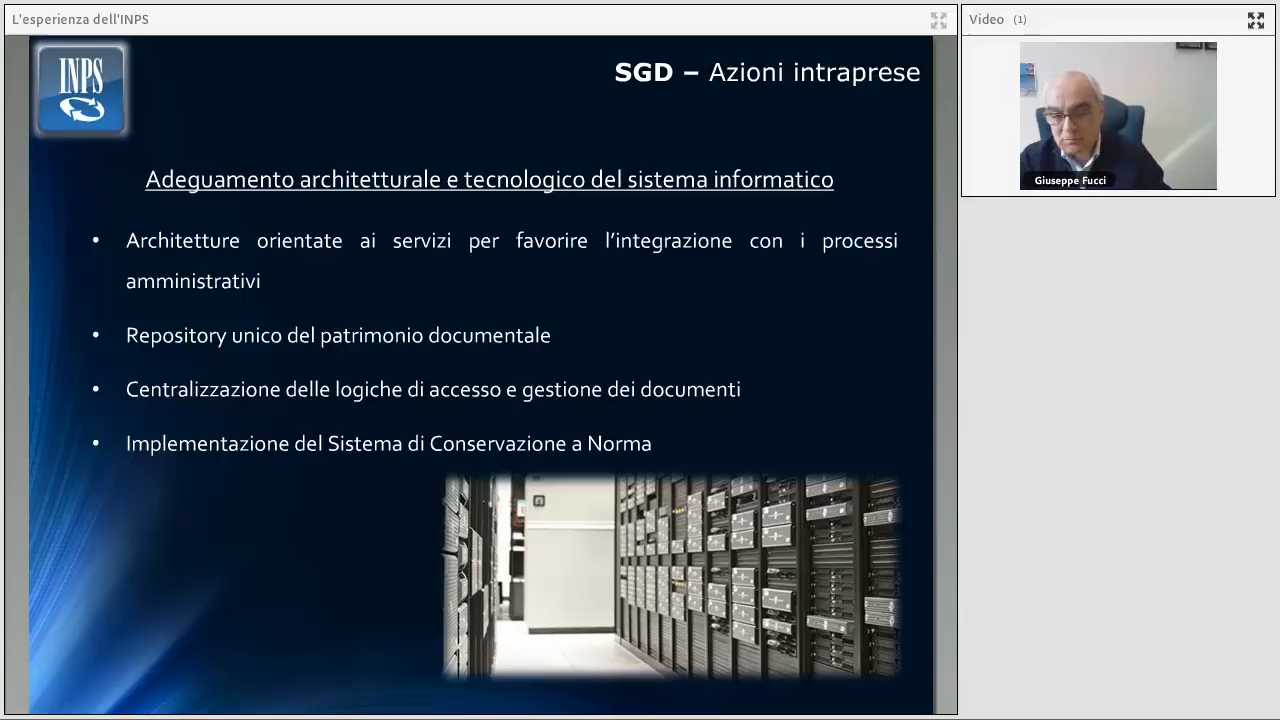 L'esperienza dell'INPS
Video (1)
INPS
SGD – Azioni intraprese
Adeguamento architetturale e tecnologico del sistema informatico
• Architetture orientate ai servizi per favorire l’integrazione con i processi
amministrativi
• Repository unico del patrimonio documentale
• Centralizzazione delle logiche di accesso e gestione dei documenti
• Implementazione del Sistema di Conservazione a Norma
Giuseppe Fucci